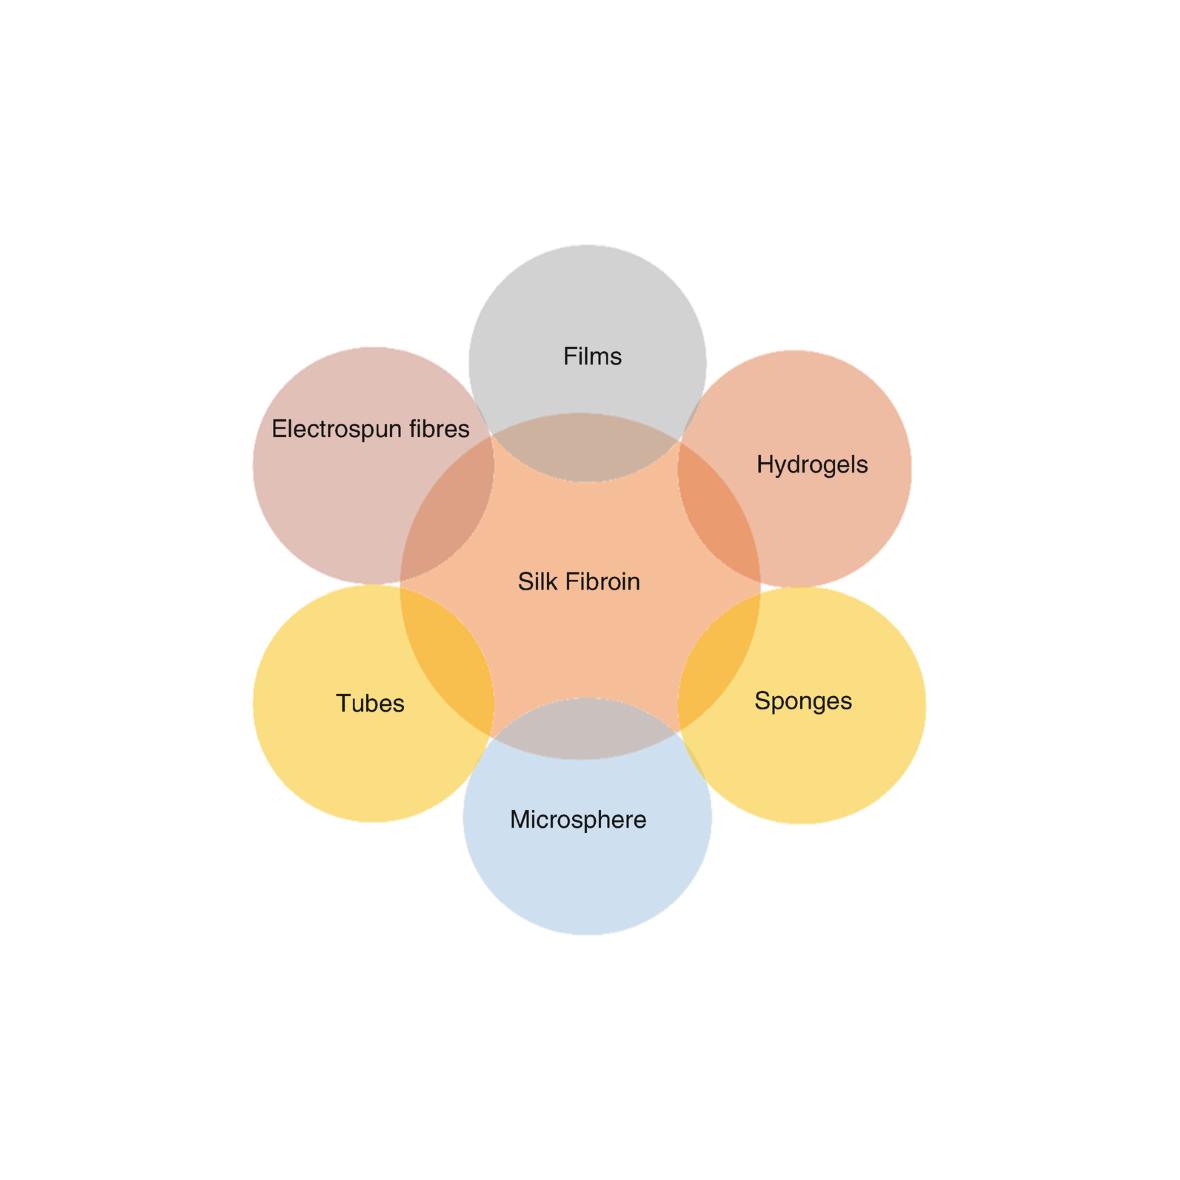 Films
Electrospun fibres
Hydrogels
Silk Fibroin
Tubes
Sponges
Microsphere